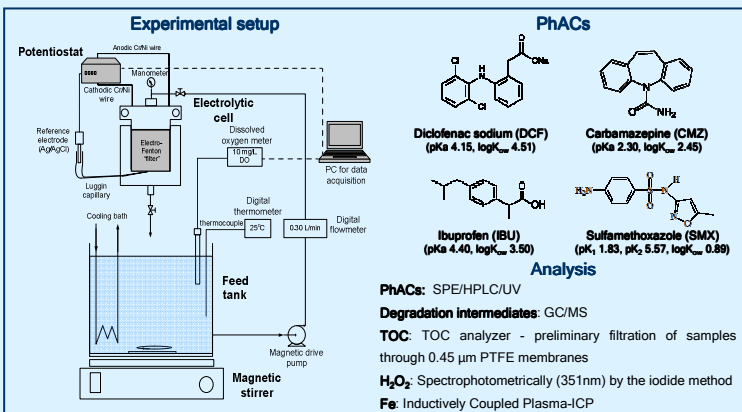 Experimental setup
Potentiostat
Anodic Cr/Ni wire
Manometer
Cathodic Cr/Ni
wire
Electrolytic
cell
Reference
electrode
(Ag/AgCl)
Electro-
Fenton
"filter"
Luggin
capillary
Dissolved
oxygen meter
10 mg/L
DO
PC for data
acquisition
Digital
thermometer
thermocouple
25°C
0.30 L/min
Digital
flowmeter
Cooling bath
Feed
tank
Magnetic drive
pump
Magnetic
stirrer
PhACs
Cl
H
N
Cl
O
ONa
Diclofenac sodium (DCF)
(pKa 4.15, logKow 4.51)
N
O
NH2
Carbamazepine (CMZ)
(pKa 2.30, logKow 2.45)
O
OH
Ibuprofen (IBU)
(pKa 4.40, logKow 3.50)
H2N
O
S
O
N
H
N
O
Sulfamethoxazole (SMX)
(pK1 1.83, pK2 5.57, logKow 0.89)
Analysis
PhACs: SPE/HPLC/UV
Degradation intermediates: GC/MS
TOC: TOC analyzer - preliminary filtration of samples
through 0.45 μm PTFE membranes
H2O2: Spectrophotometrically (351nm) by the iodide method
Fe: Inductively Coupled Plasma-ICP